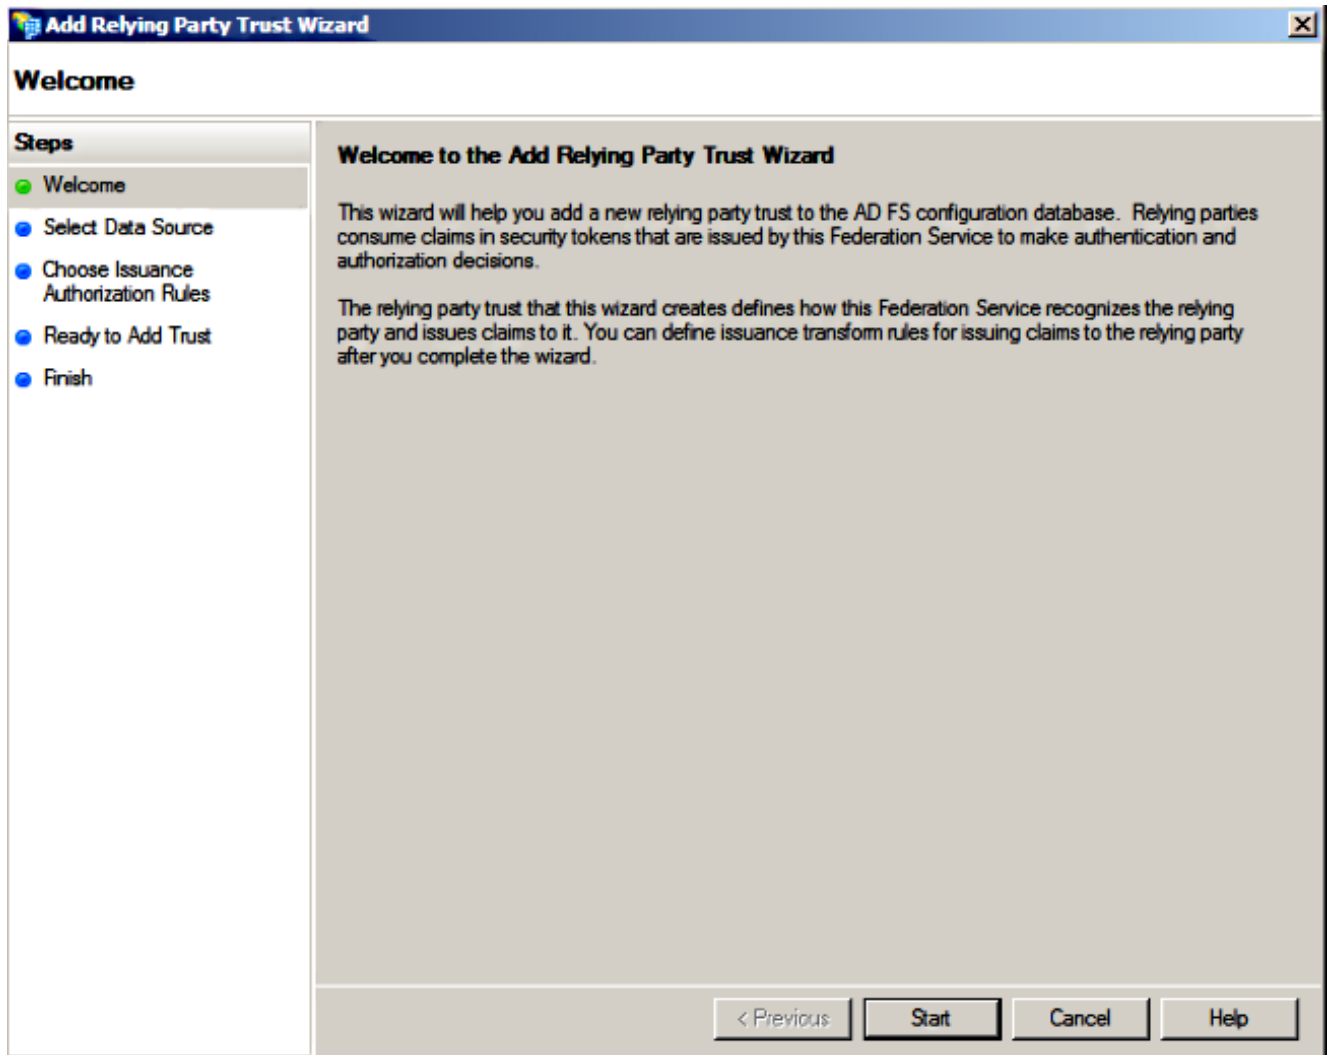 Add Relying Party Trust Wizard
Welcome
Steps
Welcome
Select Data Source
Choose Issuance
Authorization Rules
Ready to Add Trust
Finish
Welcome to the Add Relying Party Trust Wizard
This wizard will help you add a new relying party trust to the AD FS configuration database.  Relying parties
consume claims in security tokens that are issued by this Federation Service to make authentication and
authorization decisions.
The relying party trust that this wizard creates defines how this Federation Service recognizes the relying
party and issues claims to it. You can define issuance transform rules for issuing claims to the relying party
after you complete the wizard.
< Previous
Start
Cancel
Help